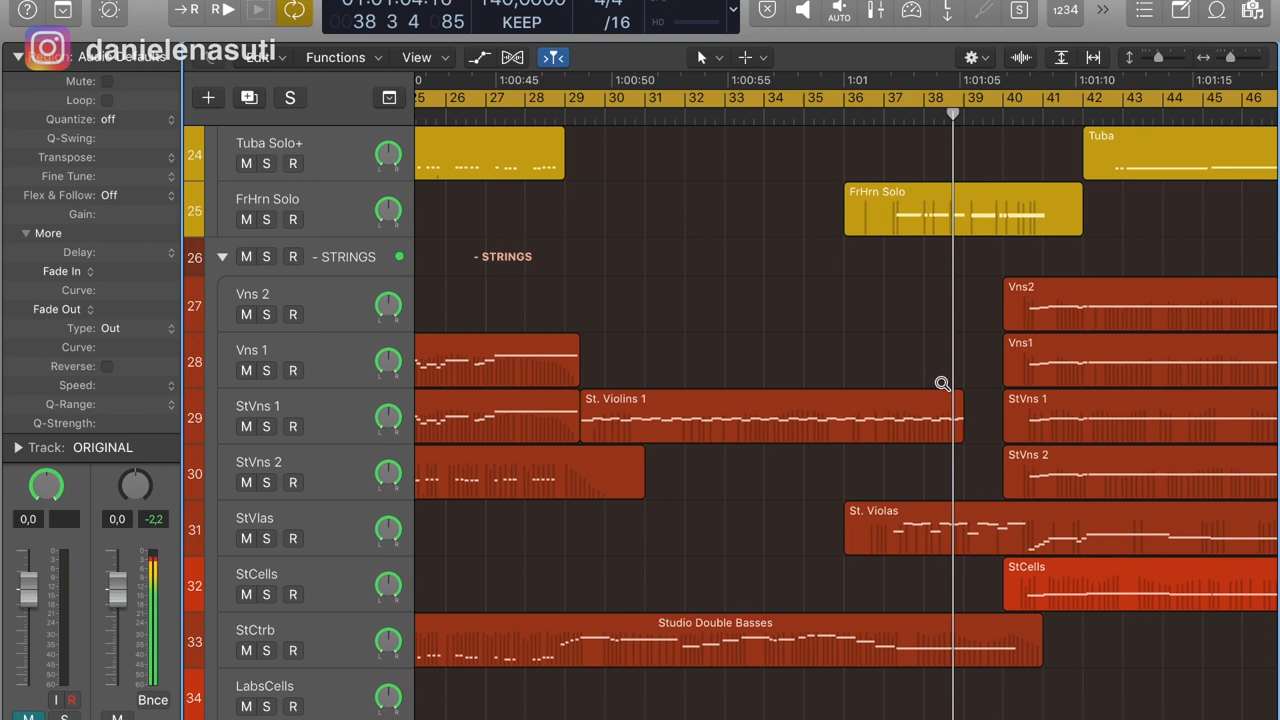 →R R
1234
AUTO
01:01:04:16 140,0000 4/4
38 3 4 85 KEEP /16
HD
danielenasuti
Functions View
Mute:
Loop:
Quantize: off
Q-Swing:
Transpose:
Fine Tune:
Flex & Follow: Off
Gain:
More
Delay:
Fade In
Curve:
Fade Out
Type: Out
Curve:
Reverse:
Speed:
Q-Range:
Q-Strength:
Track: ORIGINAL
0,0 0,0 -2,2
I R Bnce
M S M
S
1:00:45 1:00:50 1:00:55 1:01 1:01:05 1:01:10 1:01:15
26 27 28 29 30 31 32 33 34 35 36 37 38 39 40 41 42 43 44 45 46
24 Tuba Solo+ Tuba
M S R
25 FrHrn Solo FrHrn Solo
M S R
26 M S R - STRINGS - STRINGS
27 Vns 2 Vns2
M S R
28 Vns 1 Vns1
M S R
29 StVns 1 St. Violins 1 StVns 1
M S R
30 StVns 2 StVns 2
M S R
31 StVlas St. Violas
M S R
32 StCells StCells
M S R
33 StCtrb Studio Double Basses
M S R
34 LabsCells
M S R